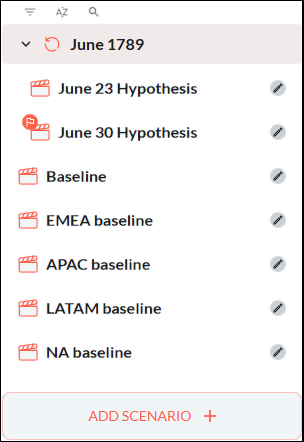 June 1789
June 23 Hypothesis
June 30 Hypothesis
Baseline
EMEA baseline
APAC baseline
LATAM baseline
NA baseline
ADD SCENARIO +